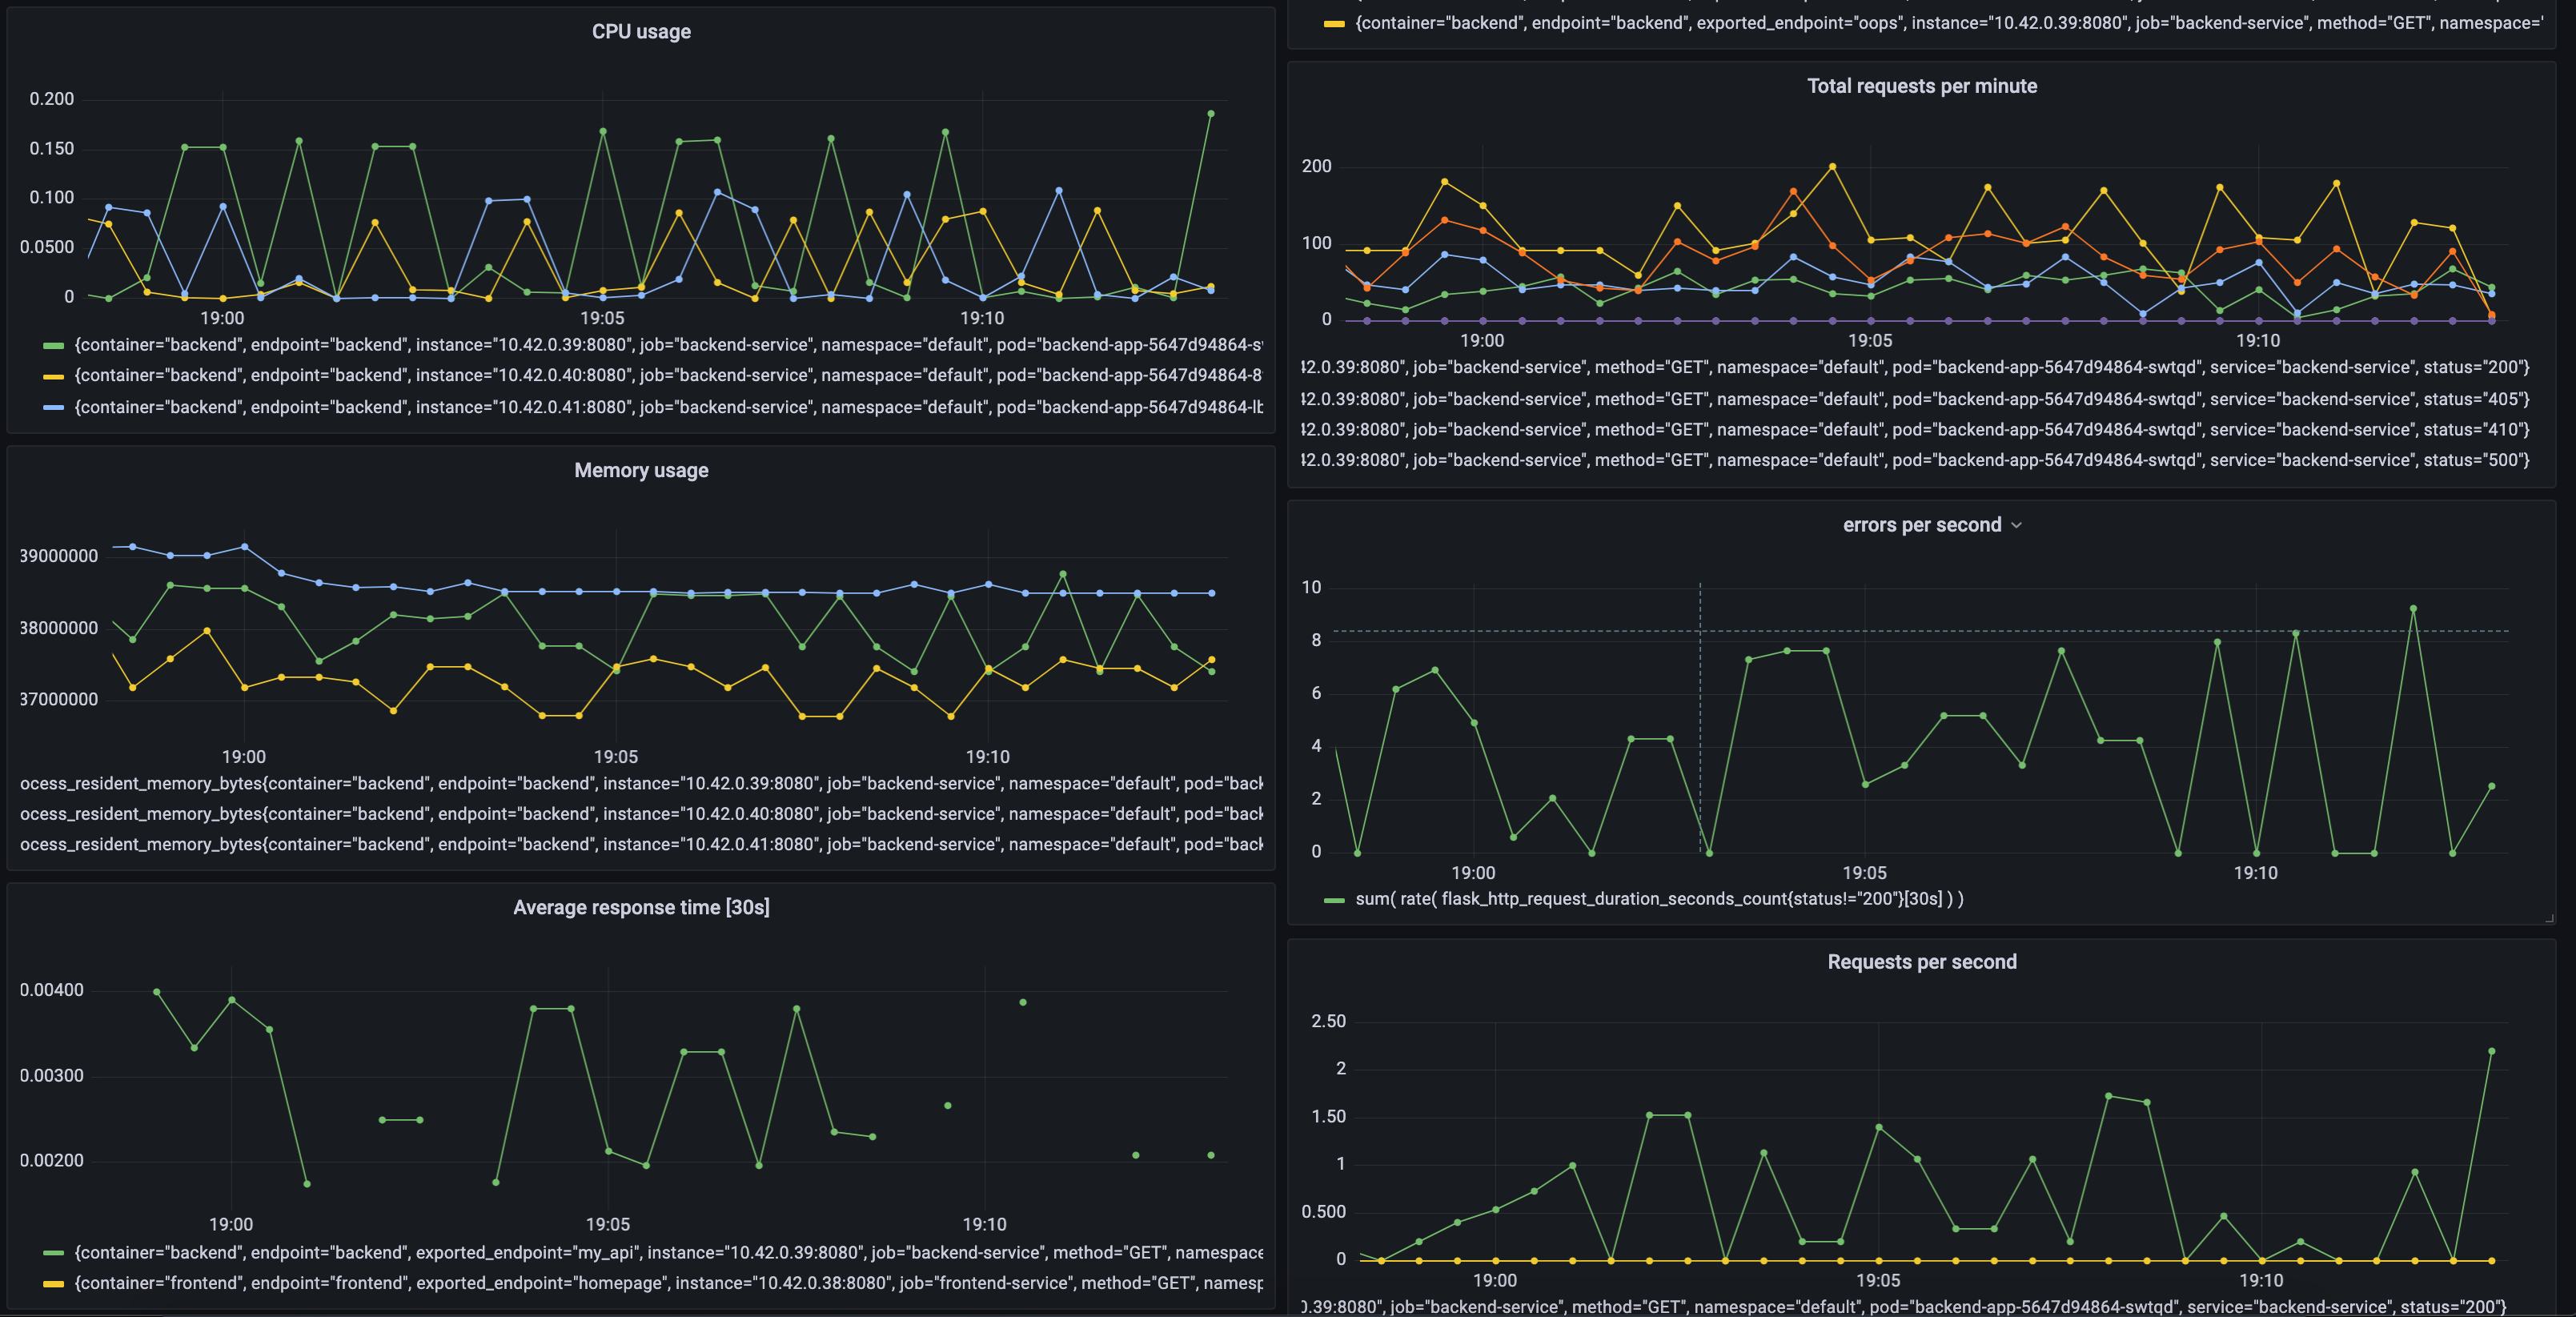 CPU usage
0.200
0.150
0.100
0.0500
0
19:00 19:05 19:10
{container="backend", endpoint="backend", instance="10.42.0.39:8080", job="backend-service", namespace="default", pod="backend-app-5647d94864-s
{container="backend", endpoint="backend", instance="10.42.0.40:8080", job="backend-service", namespace="default", pod="backend-app-5647d94864-8
{container="backend", endpoint="backend", instance="10.42.0.41:8080", job="backend-service", namespace="default", pod="backend-app-5647d94864-lb
Memory usage
39000000
38000000
37000000
19:00 19:05 19:10
ocess_resident_memory_bytes{container="backend", endpoint="backend", instance="10.42.0.39:8080", job="backend-service", namespace="default", pod="back
ocess_resident_memory_bytes{container="backend", endpoint="backend", instance="10.42.0.40:8080", job="backend-service", namespace="default", pod="back
ocess_resident_memory_bytes{container="backend", endpoint="backend", instance="10.42.0.41:8080", job="backend-service", namespace="default", pod="back
Average response time [30s]
0.00400
0.00300
0.00200
19:00 19:05 19:10
{container="backend", endpoint="backend", exported_endpoint="my_api", instance="10.42.0.39:8080", job="backend-service", method="GET", namespace
{container="frontend", endpoint="frontend", exported_endpoint="homepage", instance="10.42.0.38:8080", job="frontend-service", method="GET", namesp
{container="backend", endpoint="backend", exported_endpoint="oops", instance="10.42.0.39:8080", job="backend-service", method="GET", namespace='
Total requests per minute
200
100
0
19:00 19:05 19:10
42.0.39:8080", job="backend-service", method="GET", namespace="default", pod="backend-app-5647d94864-swtqd", service="backend-service", status="200"}
42.0.39:8080", job="backend-service", method="GET", namespace="default", pod="backend-app-5647d94864-swtqd", service="backend-service", status="405"}
42.0.39:8080", job="backend-service", method="GET", namespace="default", pod="backend-app-5647d94864-swtqd", service="backend-service", status="410"}
42.0.39:8080", job="backend-service", method="GET", namespace="default", pod="backend-app-5647d94864-swtqd", service="backend-service", status="500"}
errors per second
10
8
6
4
2
0
19:00 19:05 19:10
sum( rate( flask_http_request_duration_seconds_count{status!="200"}[30s] ) )
Requests per second
2.50
2
1.50
1
0.500
0
19:00 19:05 19:10
0.39:8080", job="backend-service", method="GET", namespace="default", pod="backend-app-5647d94864-swtqd", service="backend-service", status="200"}